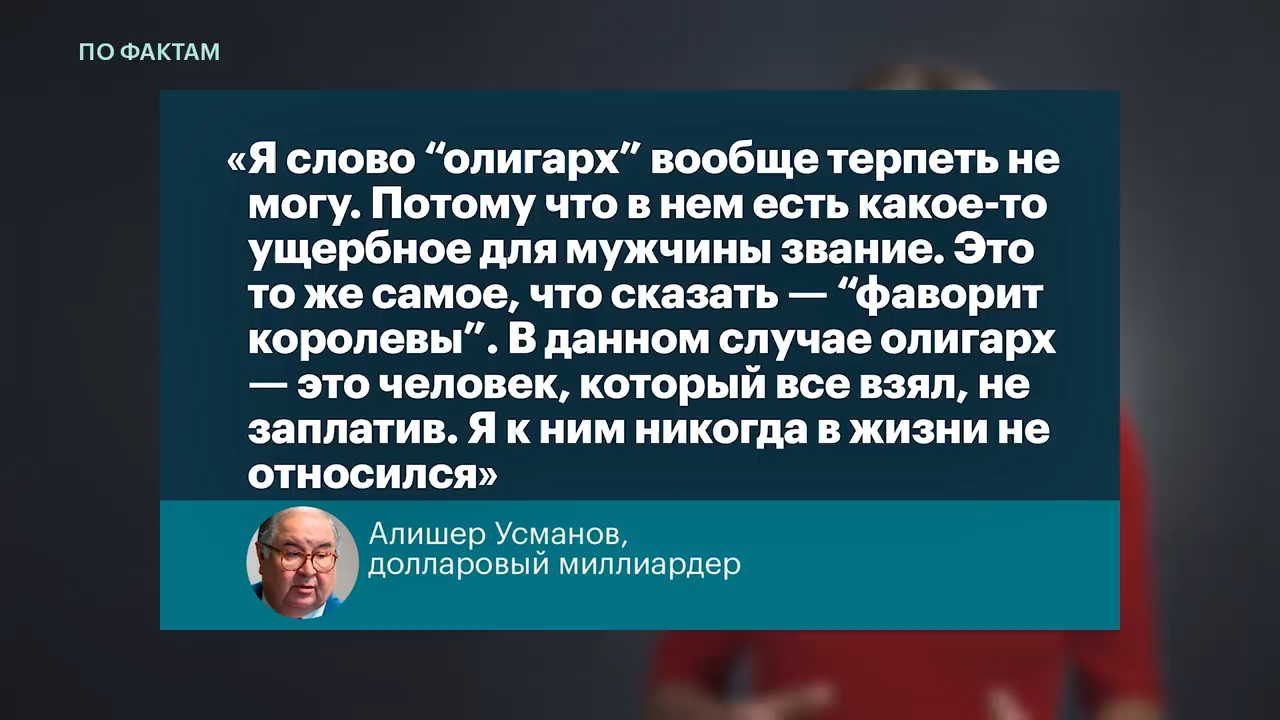 ПО ФАКТАМ
«Я слово “олигарх” вообще терпеть не
могу. Потому что в нем есть какое-то
ущербное для мужчины звание. Это
то же самое, что сказать — “фаворит
королевы”. В данном случае олигарх
— это человек, который все взял, не
заплатив. Я к ним никогда в жизни не
относился»
Алишер Усманов,
долларовый миллиардер